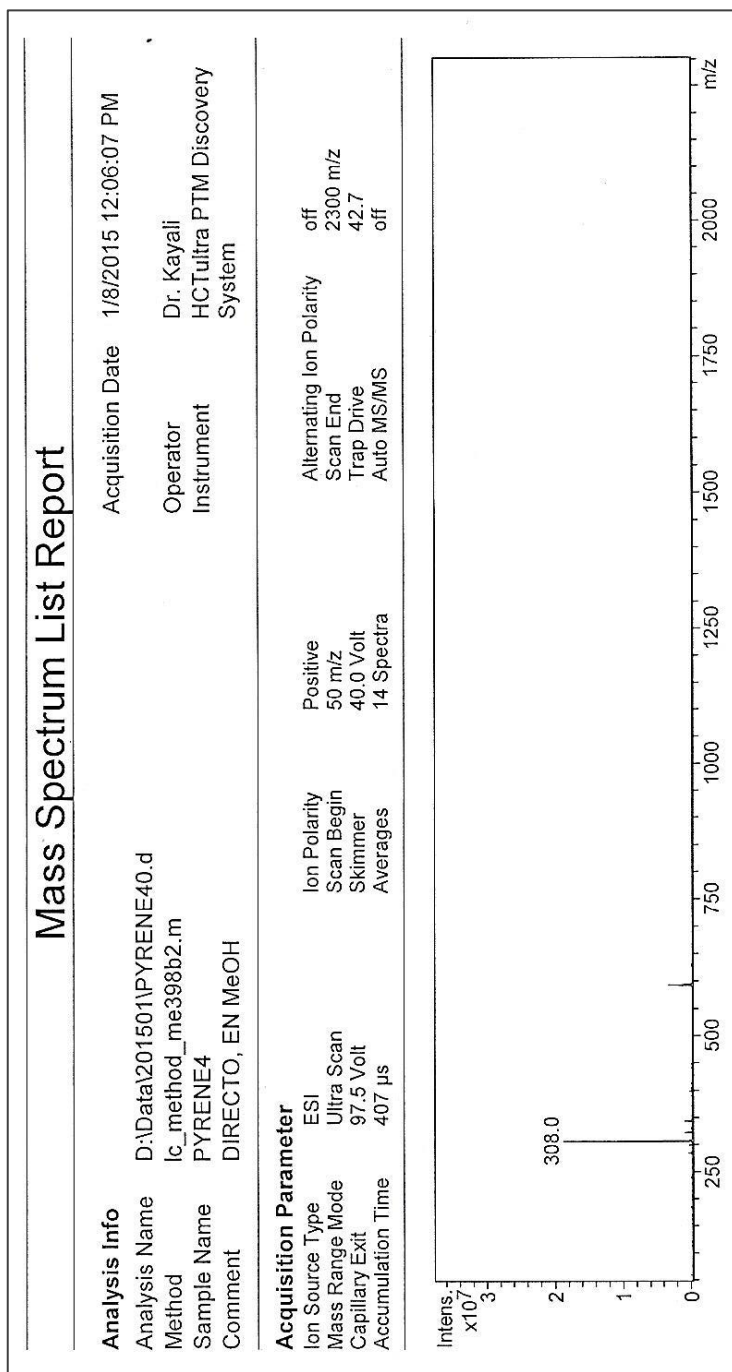 Mass Spectrum List Report
Analysis Info
Acquisition Date 1/8/2015 12:06:07 PM
Analysis Name D:\Data\201501\PYRENE40.d
Method lc_method_me398b2.m Operator Dr. Kayali
Sample Name PYRENE4 Instrument HCTultra PTM Discovery
Comment DIRECTO, EN MeOH System
Acquisition Parameter
Ion Source Type ESI Ion Polarity Positive Alternating Ion Polarity off
Mass Range Mode Ultra Scan Scan Begin 50 m/z Scan End 2300 m/z
Capillary Exit 97.5 Volt Skimmer 40.0 Volt Trap Drive 42.7
Accumulation Time 407 µs Averages 14 Spectra Auto MS/MS off
Intens.
x10⁷
3
2
1
0
308.0
250 500 750 1000 1250 1500 1750 2000 m/z